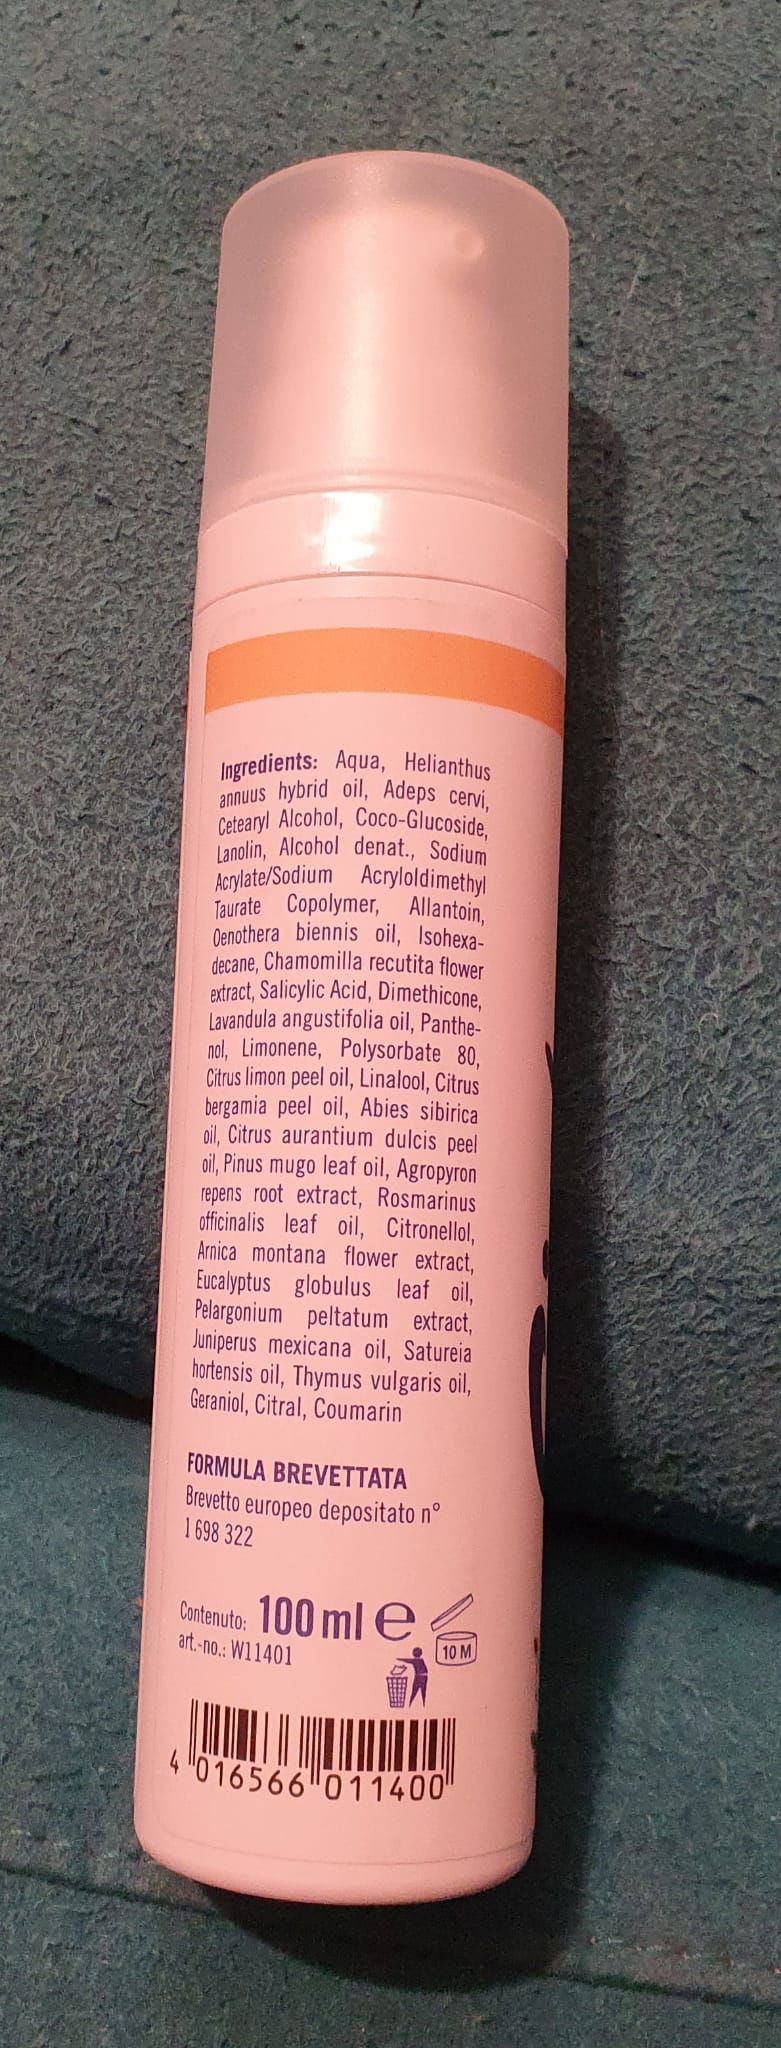 Ingredients: Aqua, Helianthus
annuus hybrid oil, Adeps cervi,
Cetearyl Alcohol, Coco-Glucoside,
Lanolin, Alcohol denat., Sodium
Acrylate/Sodium Acryloldimethyl
Taurate Copolymer, Allantoin,
Oenothera biennis oil, Isohexa-
decane, Chamomilla recutita flower
extract, Salicylic Acid, Dimethicone,
Lavandula angustifolia oil, Panthe-
nol, Limonene, Polysorbate 80,
Citrus limon peel oil, Linalool, Citrus
bergamia peel oil, Abies sibirica
oil, Citrus aurantium dulcis peel
oil, Pinus mugo leaf oil, Agropyron
repens root extract, Rosmarinus
officinalis leaf oil, Citronellol,
Arnica montana flower extract,
Eucalyptus globulus leaf oil,
Pelargonium peltatum extract,
Juniperus mexicana oil, Satureia
hortensis oil, Thymus vulgaris oil,
Geraniol, Citral, Coumarin
FORMULA BREVETTATA
Brevetto europeo depositato n°
1 698 322
Contenuto: 100 ml e
10 M
art.-no.: W11401
4 016566 011400